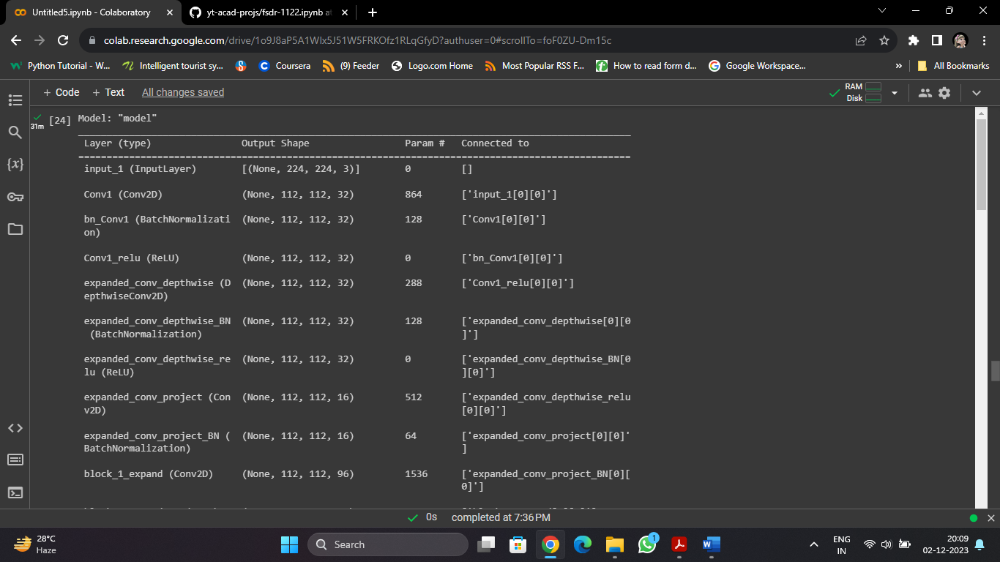 Untitled5.ipynb - Colaboratory
yt-acad-projs/fsdr-1122.ipynb at
colab.research.google.com/drive/1o9J8aP5A1Wlx5J51W5FRKOfz1RLqGfyD?authuser=0#scrollTo=foF0ZU-Dm15c
Python Tutorial - W... Intelligent tourist sy... Coursera (9) Feeder Logo.com Home Most Popular RSS F... How to read form d... Google Workspace... » All Bookmarks
+ Code + Text All changes saved RAM
Disk
[24] Model: "model"
31m
Layer (type) Output Shape Param # Connected to
==================================================================================================
input_1 (InputLayer) [(None, 224, 224, 3)] 0 []
Conv1 (Conv2D) (None, 112, 112, 32) 864 ['input_1[0][0]']
bn_Conv1 (BatchNormalizati (None, 112, 112, 32) 128 ['Conv1[0][0]']
on)
Conv1_relu (ReLU) (None, 112, 112, 32) 0 ['bn_Conv1[0][0]']
expanded_conv_depthwise (D (None, 112, 112, 32) 288 ['Conv1_relu[0][0]']
epthwiseConv2D)
expanded_conv_depthwise_BN (None, 112, 112, 32) 128 ['expanded_conv_depthwise[0][0
(BatchNormalization) ]']
expanded_conv_depthwise_re (None, 112, 112, 32) 0 ['expanded_conv_depthwise_BN[0
lu (ReLU) ][0]']
expanded_conv_project (Con (None, 112, 112, 16) 512 ['expanded_conv_depthwise_relu
v2D) [0][0]']
expanded_conv_project_BN ( (None, 112, 112, 16) 64 ['expanded_conv_project[0][0]'
BatchNormalization) ]
block_1_expand (Conv2D) (None, 112, 112, 96) 1536 ['expanded_conv_project_BN[0][
0]']
0s completed at 7:36 PM
28°C
Haze
Search
1
ENG
IN
20:09
02-12-2023